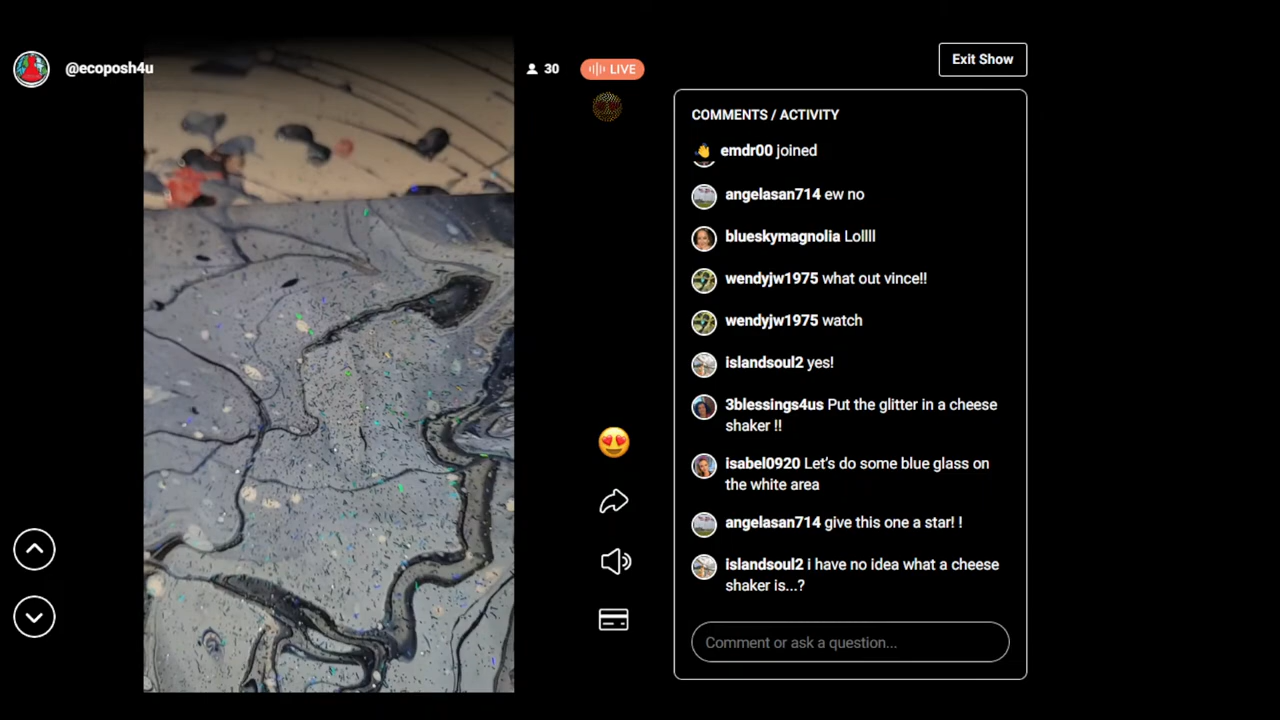 @ecoposh4u
30
LIVE
Exit Show
COMMENTS / ACTIVITY
emdr00 joined
angelasan714 ew no
blueskymagnolia Lollll
wendyjw1975 what out vince!!
wendyjw1975 watch
islandsoul2 yes!
3blessings4us Put the glitter in a cheese
shaker !!
isabel0920 Let's do some blue glass on
the white area
angelasan714 give this one a star! !
islandsoul2 i have no idea what a cheese
shaker is...?
Comment or ask a question...